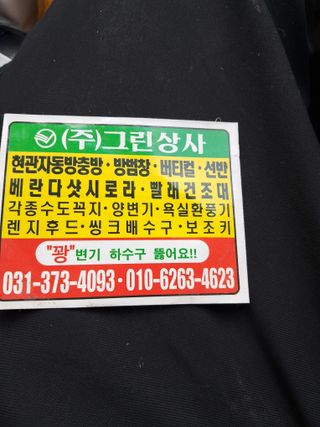 (주)그린상사
현관자동방충방·방범창·버티컬·선반
베란다샷시로라·빨래건조대
각종수도꼭지·양변기·욕실환풍기
렌지후드·씽크배수구·보조키
"꽝"변기 하수구 뚫어요!!
031-373-4093·010-6263-4623